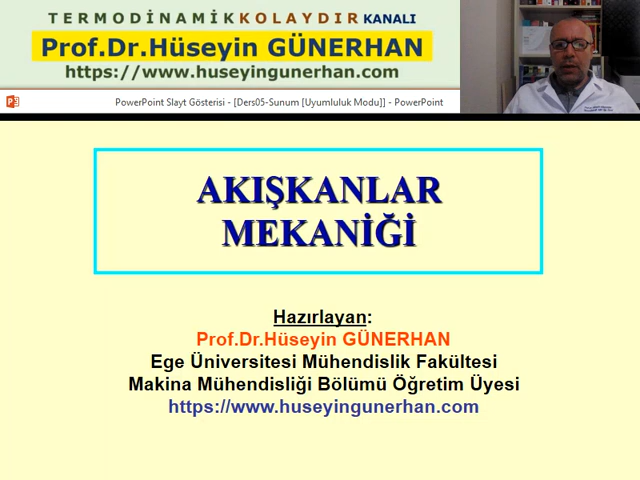 TERMODİNAMİKKOLAYDIR KANALI
Prof.Dr.Hüseyin GÜNERHAN
https://www.huseyingunerhan.com
PowerPoint Slayt Gösterisi - [Ders05-Sunum [Uyumluluk Modu]] - PowerPoint
AKIŞKANLAR
MEKANİĞİ
Hazırlayan:
Prof.Dr.Hüseyin GÜNERHAN
Ege Üniversitesi Mühendislik Fakültesi
Makina Mühendisliği Bölümü Öğretim Üyesi
https://www.huseyingunerhan.com